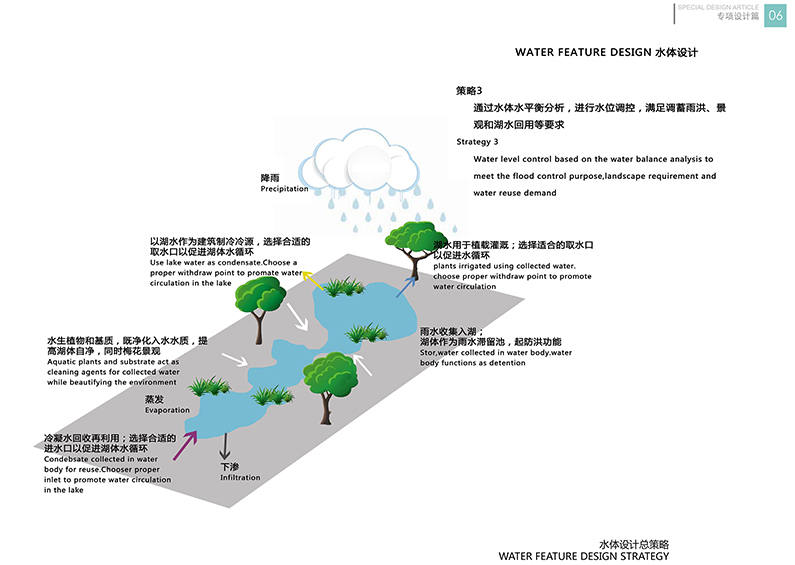 SPECIAL DESIGN ARTICLE
专项设计篇
06
WATER FEATURE DESIGN 水体设计
策略3
通过水体水平衡分析，进行水位调控，满足调蓄雨洪、景
观和湖水回用等要求
Strategy 3
Water level control based on the water balance analysis to
meet the flood control purpose,landscape requirement and
water reuse demand
降雨
Precipitation
以湖水作为建筑制冷冷源，选择合适的
取水口以促进湖体水循环
Use lake water as condensate.Choose a
proper withdraw point to promate water
circulation in the lake
湖水用于植载灌溉；选择适合的取水口
以促进水循环
plants irrigated using collected water.
choose proper withdraw point to promote
water circulation
雨水收集入湖；
湖体作为雨水滞留池，起防洪功能
Stor,water collected in water body.water
body functions as detention
水生植物和基质，既净化入水水质，提
高湖体自净，同时梅花景观
Aquatic plants and substrate act as
cleaning agents for collected water
while beautifying the environment
蒸发
Evaporation
冷凝水回收再利用；选择合适的
进水口以促进湖体水循环
Condebsate collected in water
body for reuse.Chooser proper
inlet to promote water circulation
in the lake
下渗
Infiltration
水体设计总策略
WATER FEATURE DESIGN STRATEGY